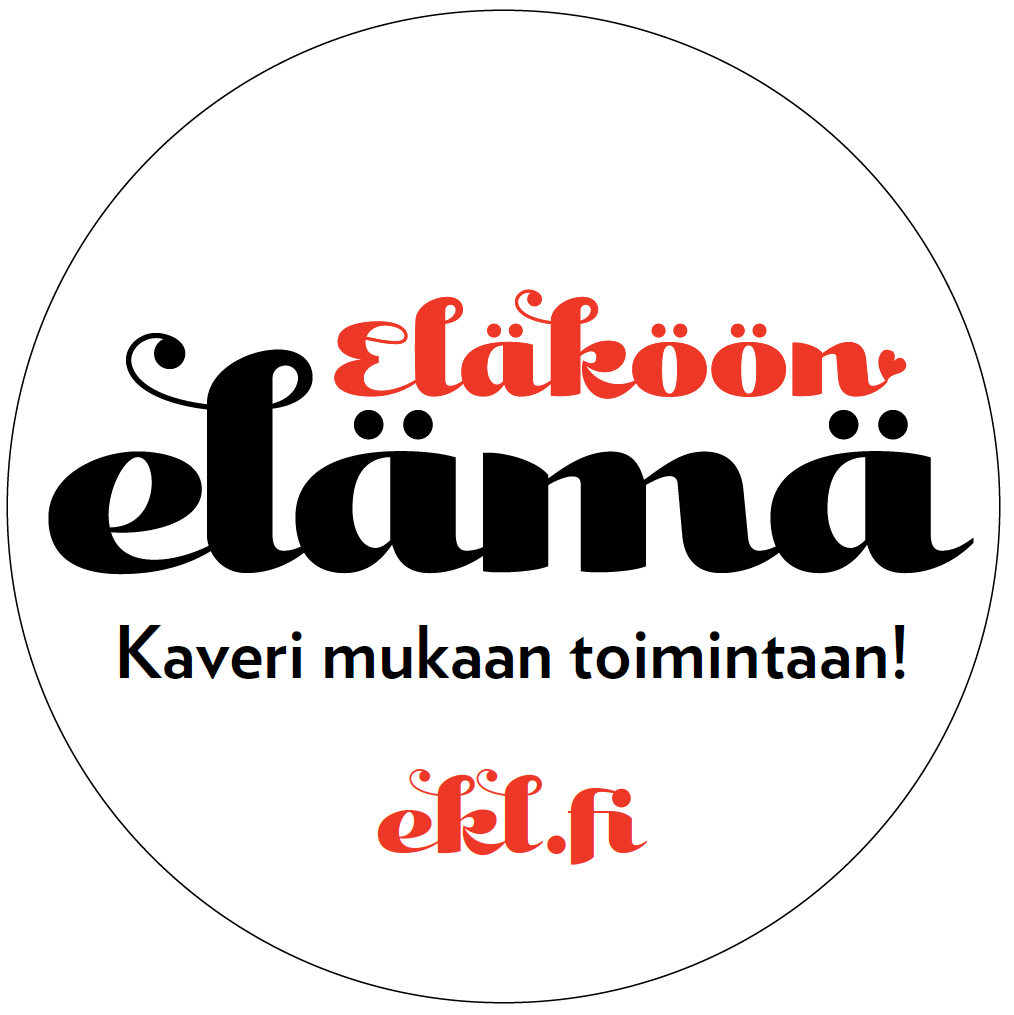 Eläköön
elämä
Kaveri mukaan toimintaan!
ekl.fi